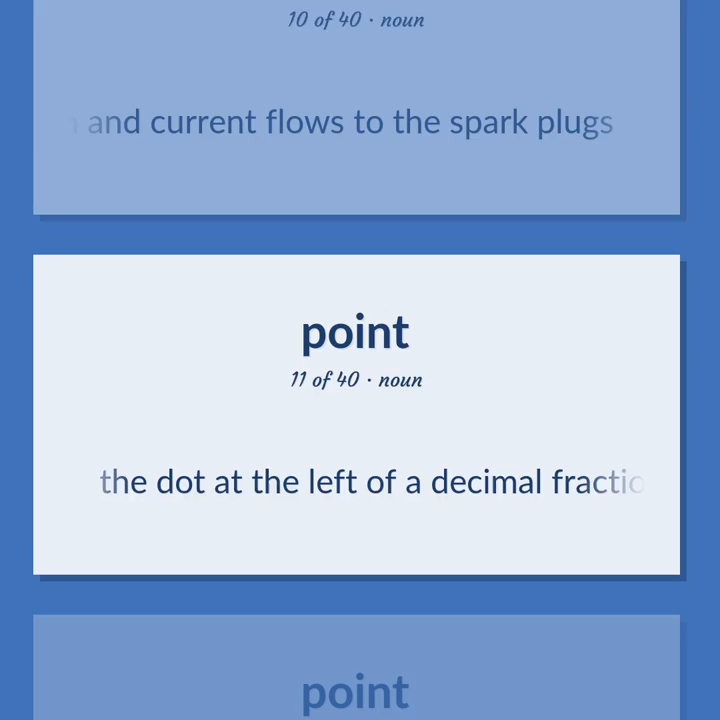 10 of 40 · noun
and current flows to the spark plugs
point
11 of 40 · noun
the dot at the left of a decimal fractio
point